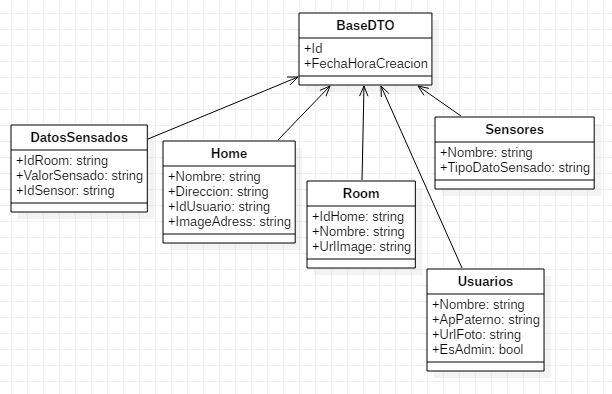 BaseDTO
+Id
+FechaHoraCreacion
DatosSensados
+IdRoom: string
+ValorSensado: string
+IdSensor: string
Home
+Nombre: string
+Direccion: string
+IdUsuario: string
+ImageAdress: string
Room
+IdHome: string
+Nombre: string
+UrlImage: string
Sensores
+Nombre: string
+TipoDatoSensado: string
Usuarios
+Nombre: string
+ApPaterno: string
+UrlFoto: string
+EsAdmin: bool